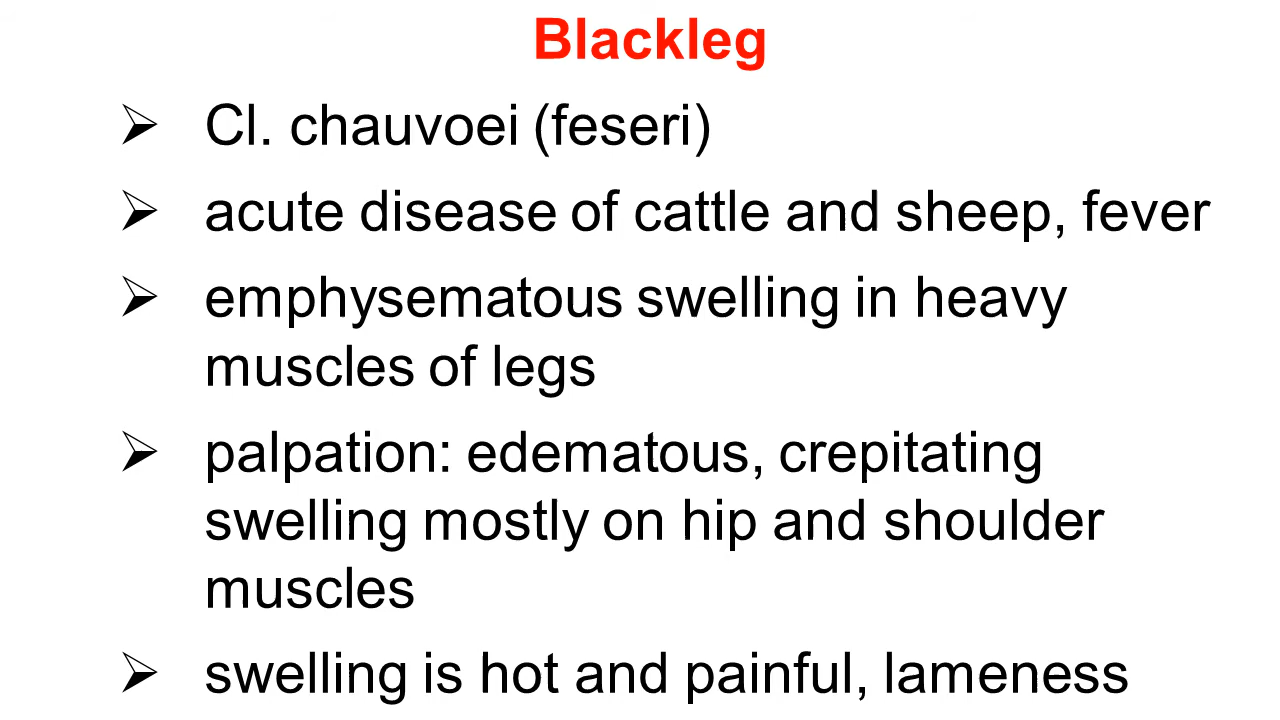 Blackleg
➢ Cl. chauvoei (feseri)
➢ acute disease of cattle and sheep, fever
➢ emphysematous swelling in heavy
muscles of legs
➢ palpation: edematous, crepitating
swelling mostly on hip and shoulder
muscles
➢ swelling is hot and painful, lameness